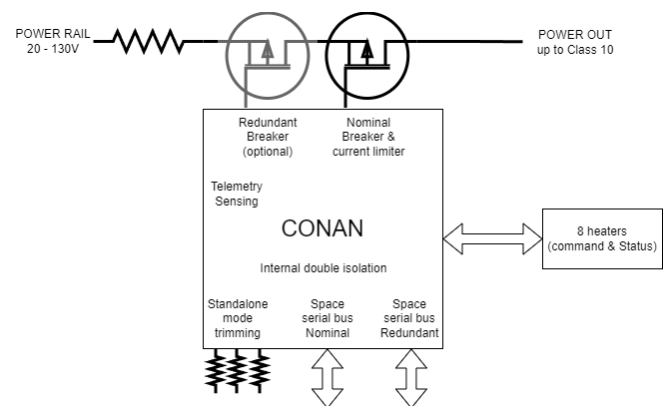 POWER RAIL
20 - 130V
POWER OUT
up to Class 10
Redundant
Breaker
(optional)
Nominal
Breaker &
current limiter
Telemetry
Sensing
CONAN
8 heaters
(command & Status)
Internal double isolation
Standalone
mode
trimming
Space
serial bus
Nominal
Space
serial bus
Redundant